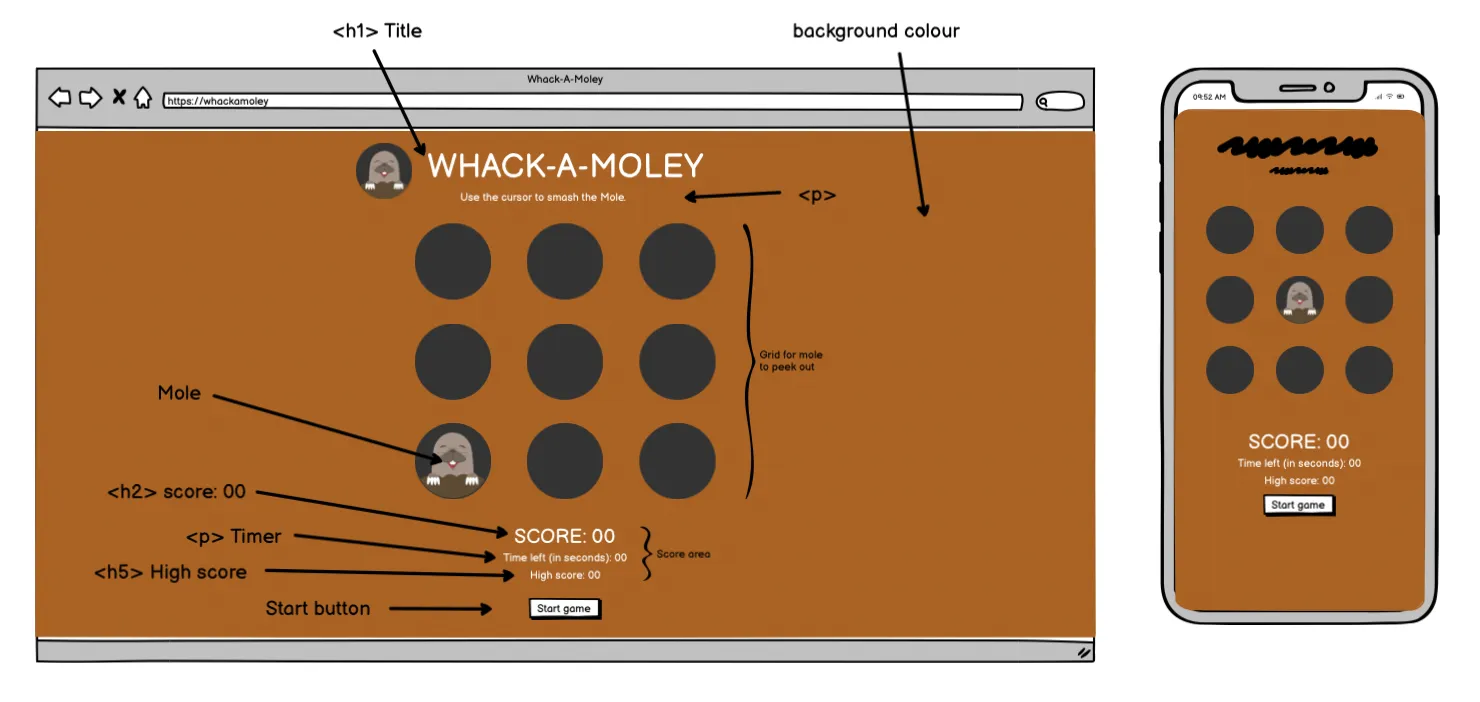 <h1> Title
background colour
Whack-A-Moley
https://whackamoley
WHACK-A-MOLEY
Use the cursor to smash the Mole.
<p>
Grid for mole
to peek out
Mole
<h2> score: 00
<p> Timer
<h5> High score
Start button
SCORE: 00
Time left (in seconds): 00
High score: 00
Score area
Start game
09:52 AM
SCORE: 00
Time left (in seconds): 00
High score: 00
Start game